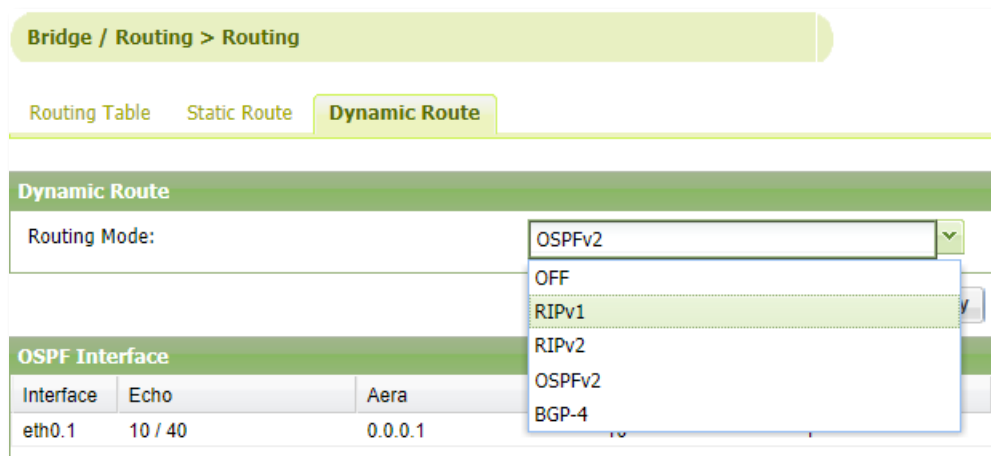 Bridge / Routing > Routing
Routing Table Static Route Dynamic Route
Dynamic Route
Routing Mode: OSPFv2
OFF
RIPv1
RIPv2
OSPFv2
BGP-4
OSPF Interface
Interface Echo Aera
eth0.1 10 / 40 0.0.0.1